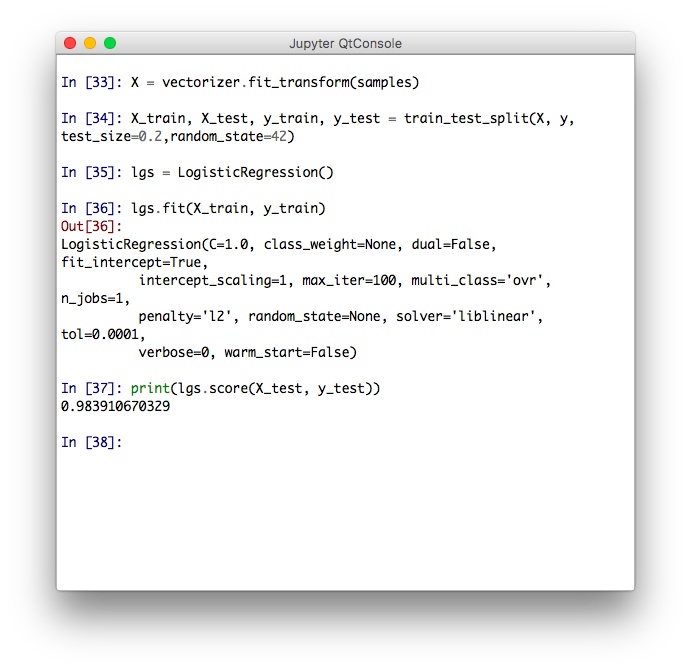 Jupyter QtConsole
In [33]: X = vectorizer.fit_transform(samples)
In [34]: X_train, X_test, y_train, y_test = train_test_split(X, y,
test_size=0.2,random_state=42)
In [35]: lgs = LogisticRegression()
In [36]: lgs.fit(X_train, y_train)
Out[36]:
LogisticRegression(C=1.0, class_weight=None, dual=False,
fit_intercept=True,
          intercept_scaling=1, max_iter=100, multi_class='ovr',
n_jobs=1,
          penalty='l2', random_state=None, solver='liblinear',
tol=0.0001,
          verbose=0, warm_start=False)
In [37]: print(lgs.score(X_test, y_test))
0.983910670329
In [38]: